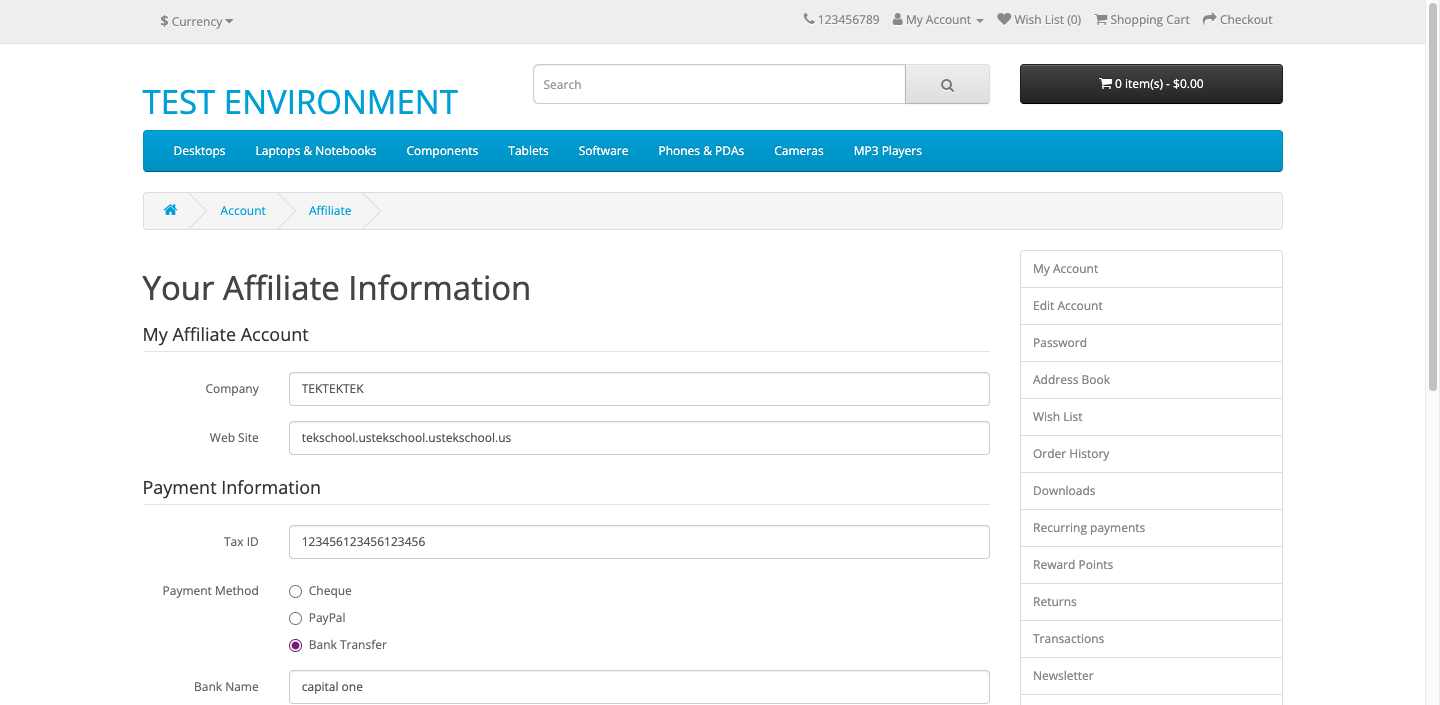 $ Currency
123456789 My Account Wish List (0) Shopping Cart Checkout
TEST ENVIRONMENT
Search
0 item(s) - $0.00
Desktops Laptops & Notebooks Components Tablets Software Phones & PDAs Cameras MP3 Players
Account Affiliate
Your Affiliate Information
My Affiliate Account
Company TEKTEKTEK
Web Site tekschool.ustekschool.ustekschool.us
Payment Information
Tax ID 123456123456123456
Payment Method Cheque
PayPal
Bank Transfer
Bank Name capital one
My Account
Edit Account
Password
Address Book
Wish List
Order History
Downloads
Recurring payments
Reward Points
Returns
Transactions
Newsletter